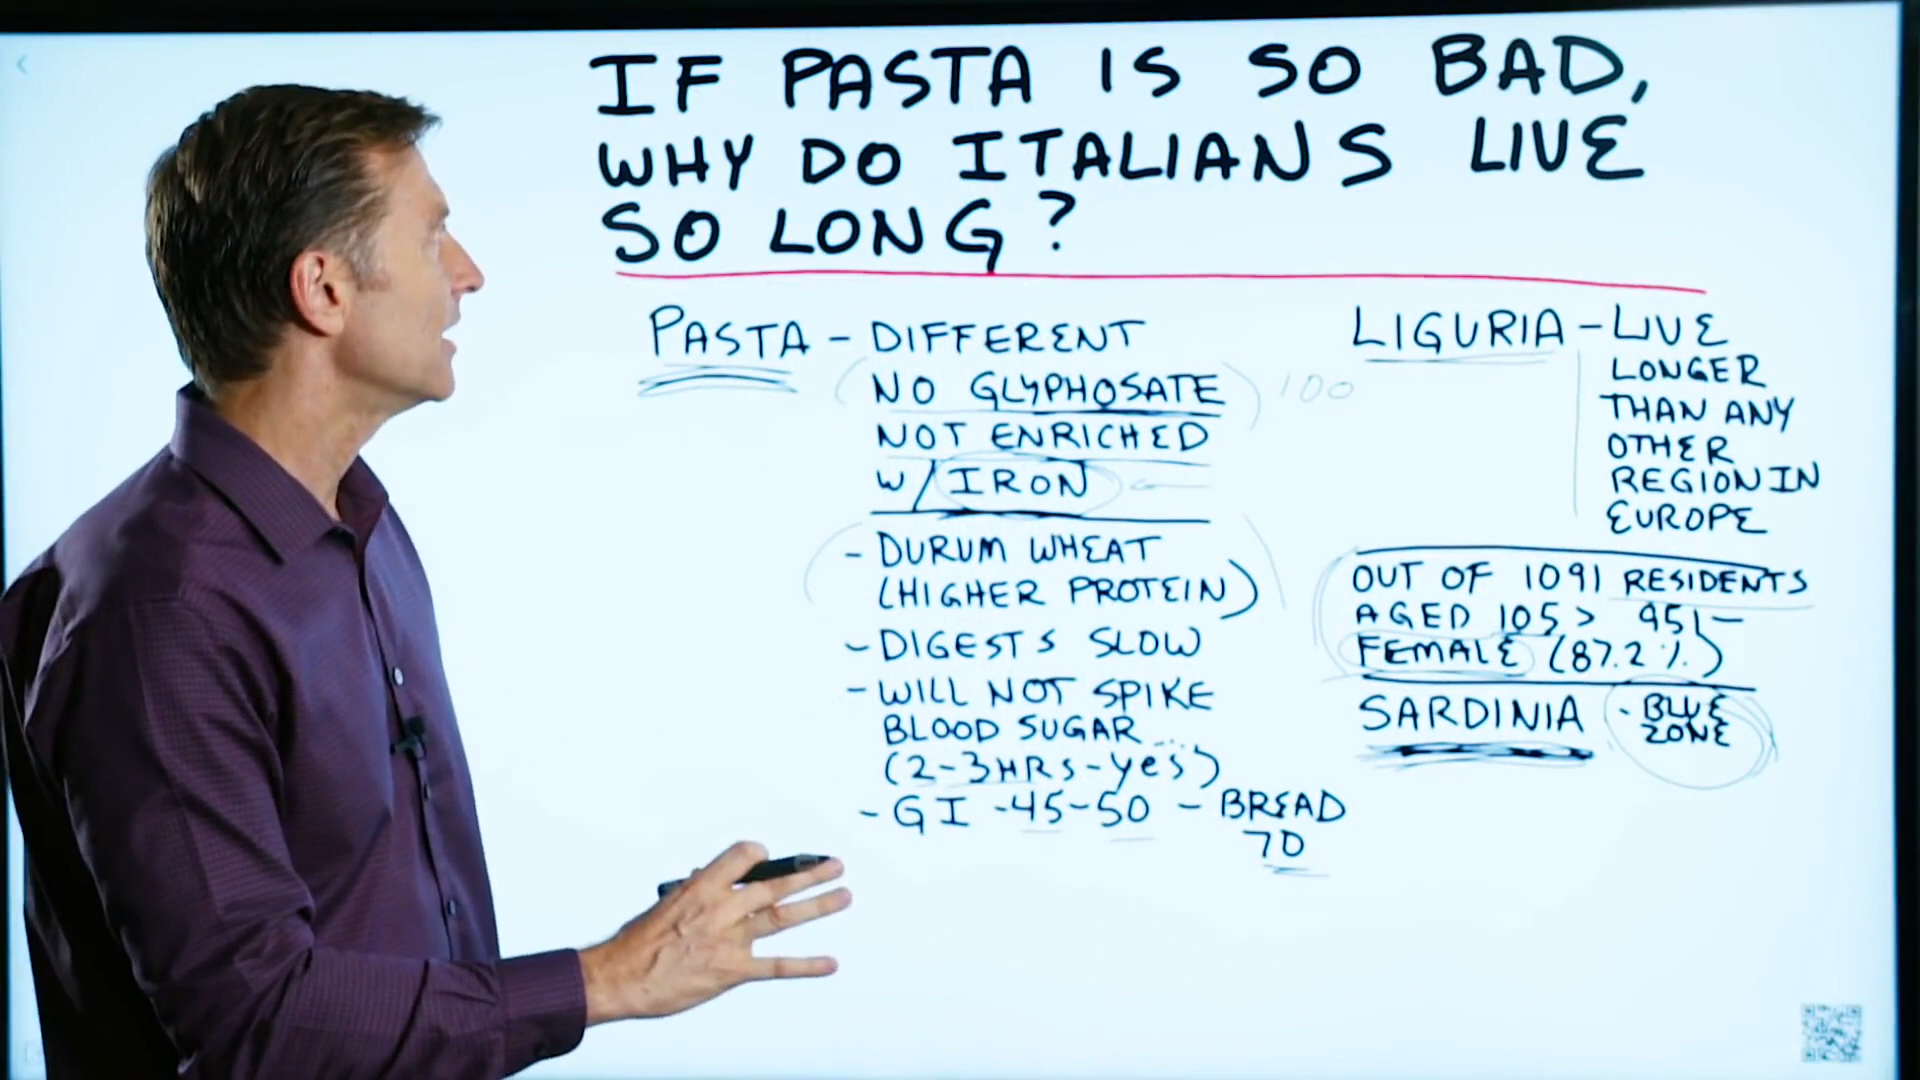 IF PASTA IS SO BAD,
WHY DO ITALIANS LIVE
SO LONG?
PASTA - DIFFERENT
NO GLYPHOSATE 100
NOT ENRICHED
W/ IRON
- DURUM WHEAT
(HIGHER PROTEIN)
- DIGESTS SLOW
- WILL NOT SPIKE
BLOOD SUGAR...
(2-3HRS-yes)
- GI -45-50 - BREAD
70
LIGURIA - LIVE
LONGER
THAN ANY
OTHER
REGION IN
EUROPE
OUT OF 1091 RESIDENTS
AGED 105> 951-
FEMALE (87.2%)
SARDINIA - BLUE
ZONE